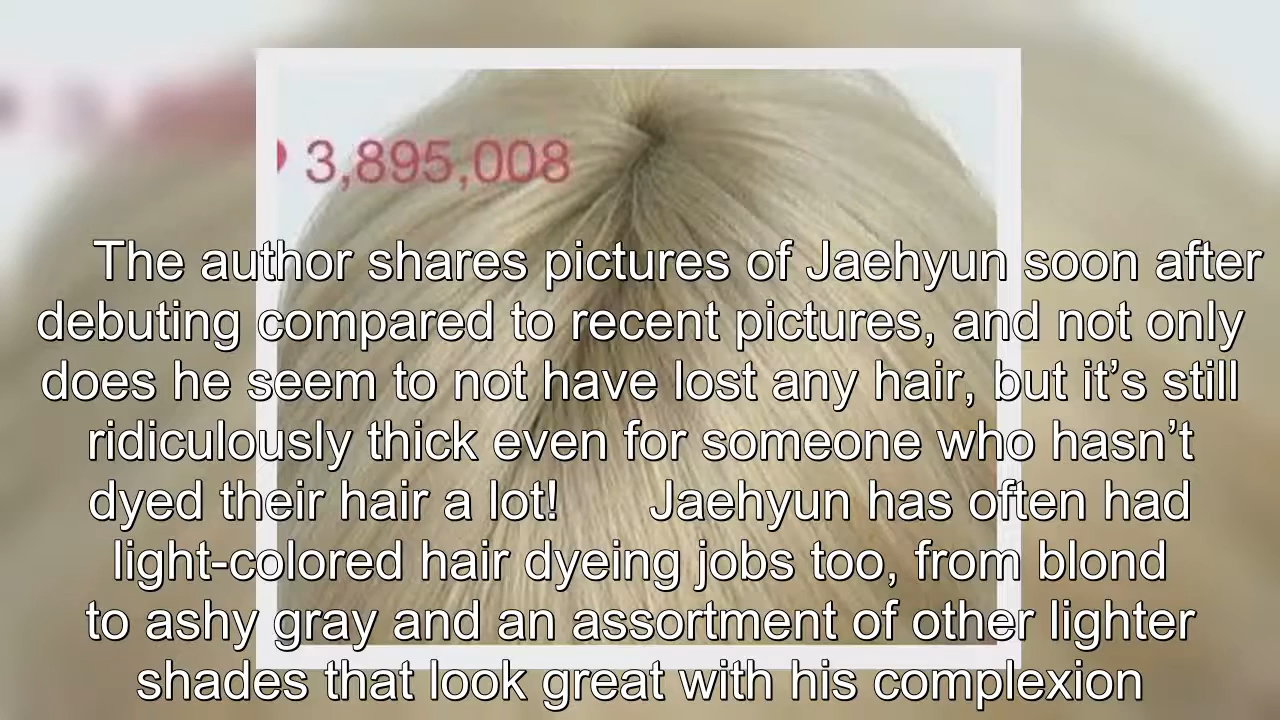 3,895,008
The author shares pictures of Jaehyun soon after
debuting compared to recent pictures, and not only
does he seem to not have lost any hair, but it’s still
ridiculously thick even for someone who hasn’t
dyed their hair a lot! Jaehyun has often had
light-colored hair dyeing jobs too, from blond
to ashy gray and an assortment of other lighter
shades that look great with his complexion